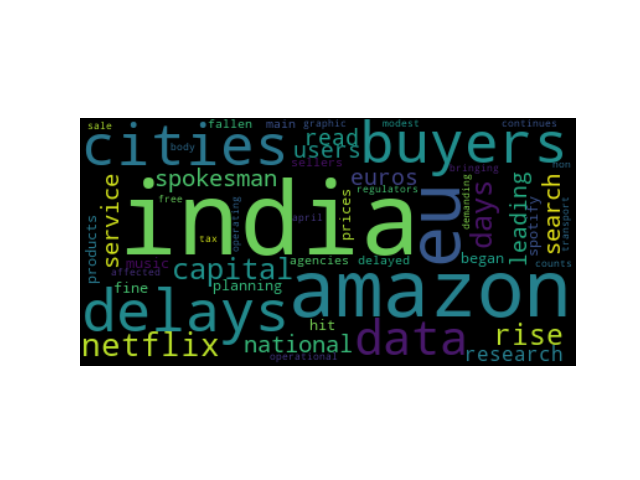 sale fallen main graphic modest continues
cities body read users buyers
sellers bringing non
service spokesman euros search
india free regulators prices eu demanding days leading spotify transport
products operating april tax
music capital agencies delayed began counts
affected fine planning amazon
delays hit
netflix national data rise
operational research